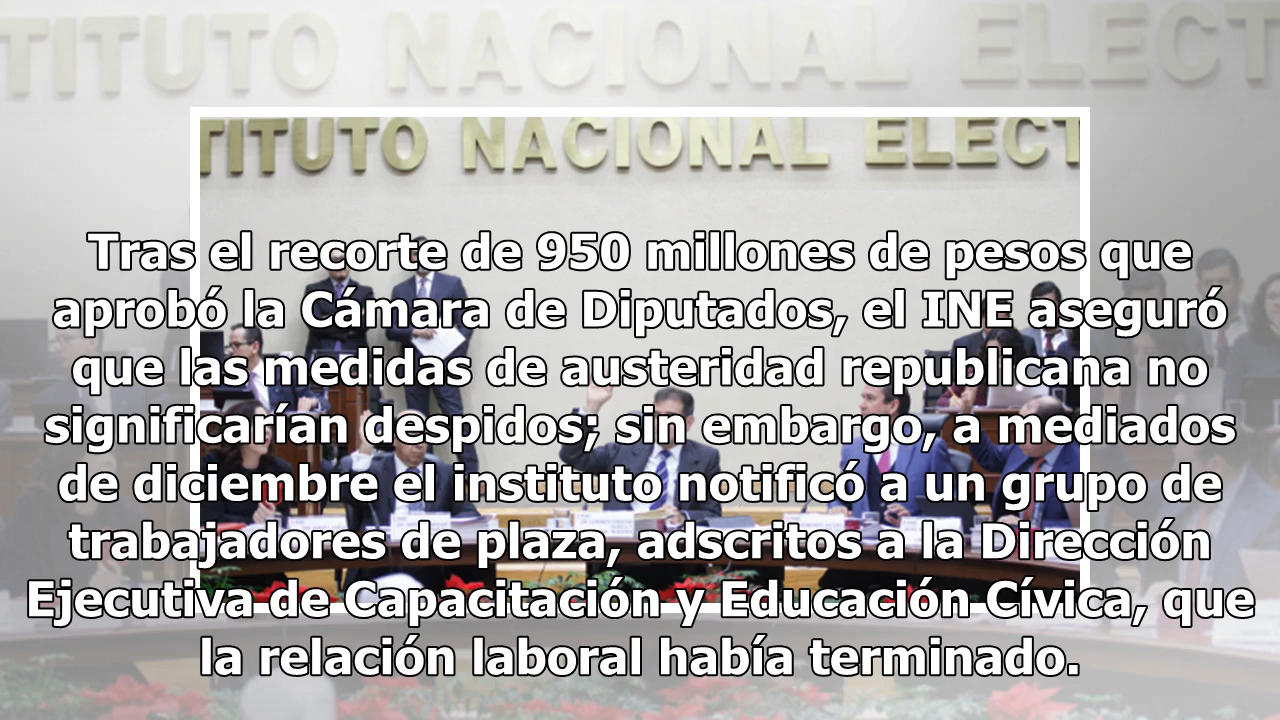 TITUTO NACIONAL ELECT
TITUTO NACIONAL ELECT
Tras el recorte de 950 millones de pesos que
aprobó la Cámara de Diputados, el INE aseguró
que las medidas de austeridad republicana no
significarían despidos; sin embargo, a mediados
de diciembre el instituto notificó a un grupo de
trabajadores de plaza, adscritos a la Dirección
Ejecutiva de Capacitación y Educación Cívica, que
la relación laboral había terminado.